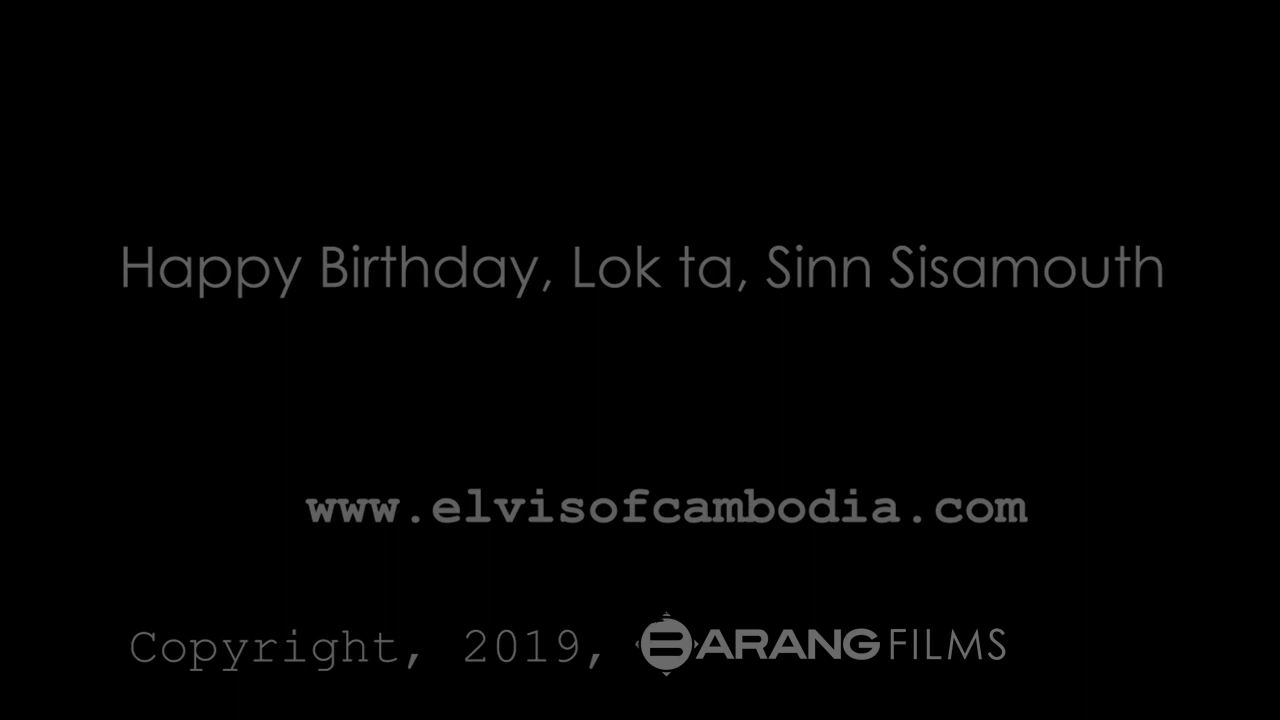 Happy Birthday, Lok ta, Sinn Sisamouth
www.elvisofcambodia.com
Copyright, 2019, BARANG FILMS